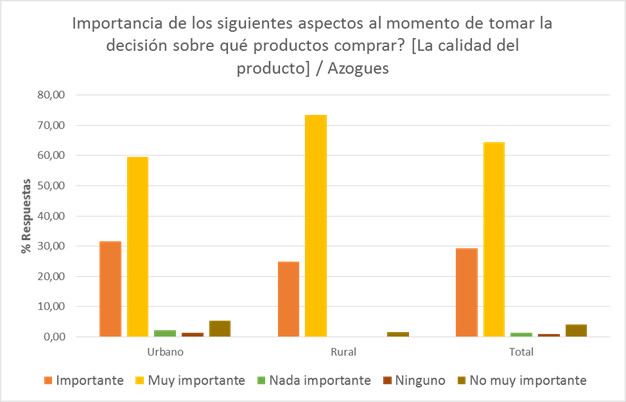 Importancia de los siguientes aspectos al momento de tomar la
decisión sobre qué productos comprar? [La calidad del
producto] / Azogues
80,00
70,00
60,00
50,00
40,00
30,00
20,00
10,00
0,00
% Respuestas
Urbano Rural Total
Importante Muy importante Nada importante Ninguno No muy importante